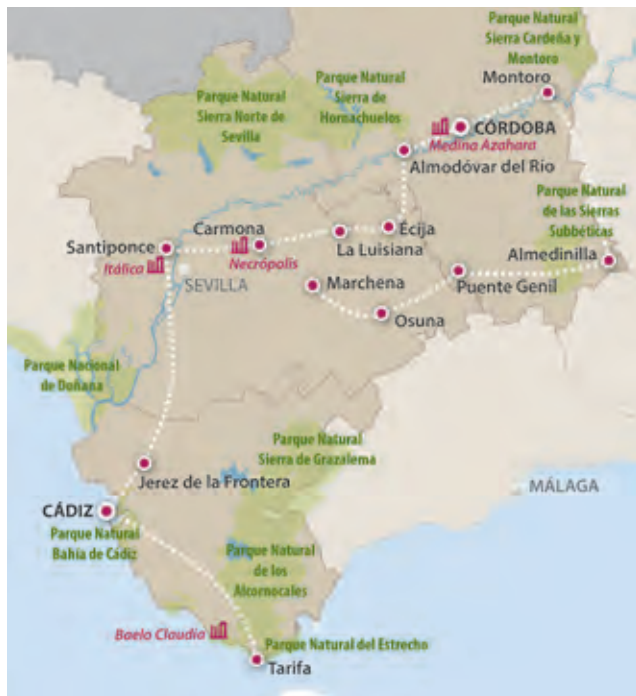 Parque Natural
Sierra Cardeña y
Montoro
Montoro
Parque Natural
Sierra de
Hornachuelos
Parque Natural
Sierra Norte de
Sevilla
CÓRDOBA
Medina Azahara
Almodóvar del Río
Parque Natural
de las Sierras
Subbéticas
Carmona
Écija
La Luisiana
Santiponce
Itálica
Necrópolis
Almedinilla
SEVILLA
Marchena
Puente Genil
Osuna
Parque Nacional
de Doñana
Parque Natural
Sierra de Grazalema
Jerez de la Frontera
MÁLAGA
CÁDIZ
Parque Natural
Bahía de Cádiz
Parque Natural
de los
Alcornocales
Baelo Claudia
Parque Natural del Estrecho
Tarifa